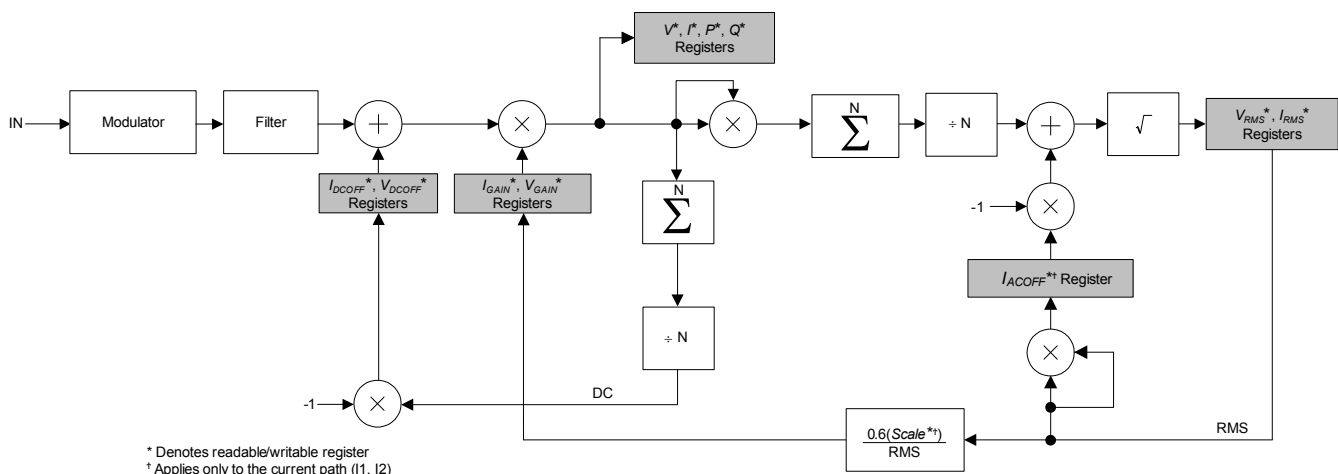 V*, I*, P*, Q*
Registers
IN
Modulator
Filter
+
×
×
N
∑
÷ N
+
√
V_RMS*, I_RMS*
Registers
I_DCOFF*, V_DCOFF*
Registers
I_GAIN*, V_GAIN*
Registers
N
∑
-1
×
I_ACOFF*† Register
÷ N
×
-1
×
DC
0.6(Scale*†)
RMS
RMS
* Denotes readable/writable register
† Applies only to the current path (I1, I2)